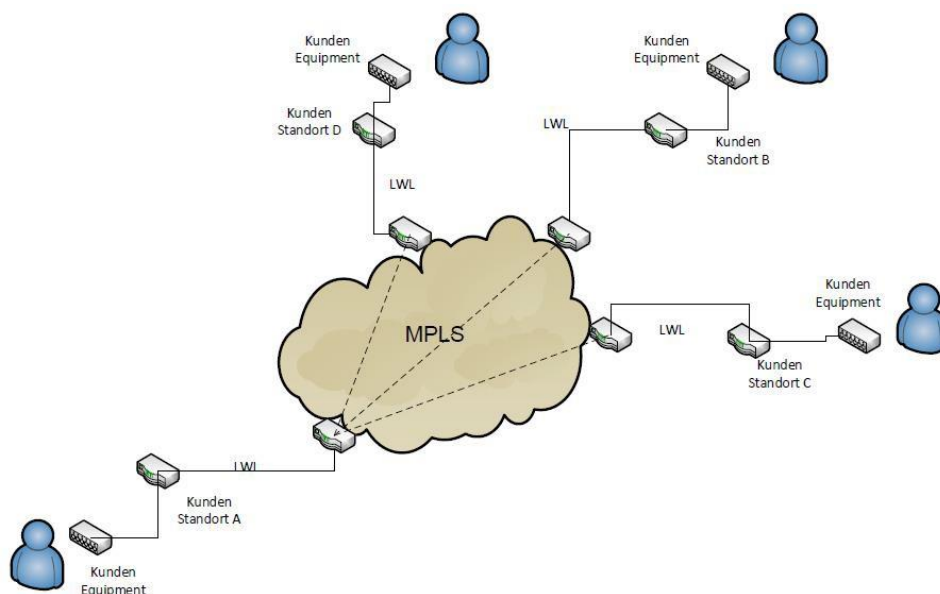 Kunden
Equipment
Kunden
Standort D
LWL
Kunden
Equipment
LWL
Kunden
Standort B
MPLS
Kunden
Equipment
LWL
Kunden
Standort C
LWL
Kunden
Standort A
Kunden
Equipment